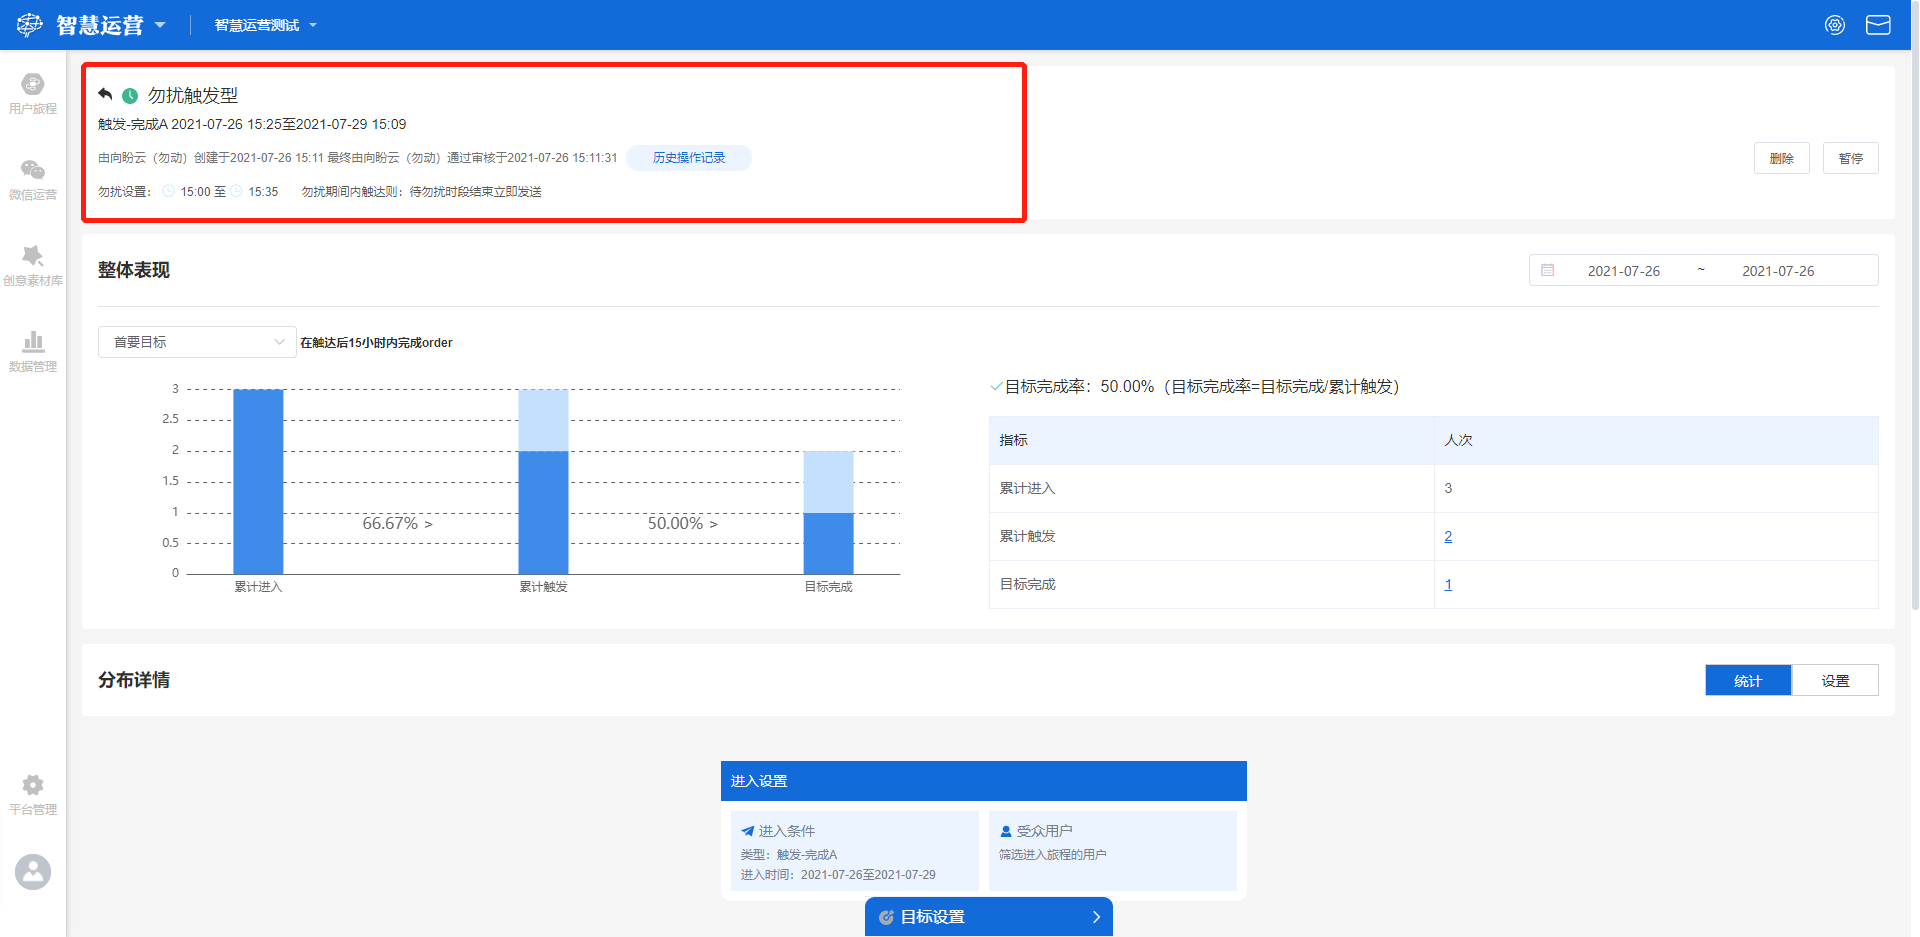 智慧运营
智慧运营测试
用户旅程
微信运营
创意素材库
数据管理
平台管理
勿扰触发型
触发-完成A 2021-07-26 15:25至2021-07-29 15:09
由向盼云（勿动）创建于2021-07-26 15:11 最终由向盼云（勿动）通过审核于2021-07-26 15:11:31
历史操作记录
勿扰设置： 15:00 至 15:35 勿扰期间内触达则：待勿扰时段结束立即发送
删除
暂停
整体表现
2021-07-26 ~ 2021-07-26
首要目标
在触达后15小时内完成order
3
2.5
2
1.5
1
0.5
0
66.67% >
50.00% >
累计进入
累计触发
目标完成
目标完成率：50.00%（目标完成率=目标完成/累计触发）
指标 人次
累计进入 3
累计触发 2
目标完成 1
分布详情
统计
设置
进入设置
进入条件
类型：触发-完成A
进入时间：2021-07-26至2021-07-29
受众用户
筛选进入旅程的用户
目标设置